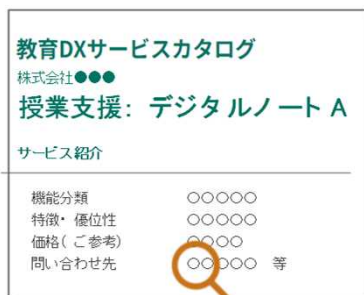 教育DXサービスカタログ
株式会社●●●
授業支援: デジタルノート A
サービス紹介
機能分類 ○○○○○
特徴・優位性 ○○○○○
価格(ご参考) ○○○○
問い合わせ先 ○○○○○ 等